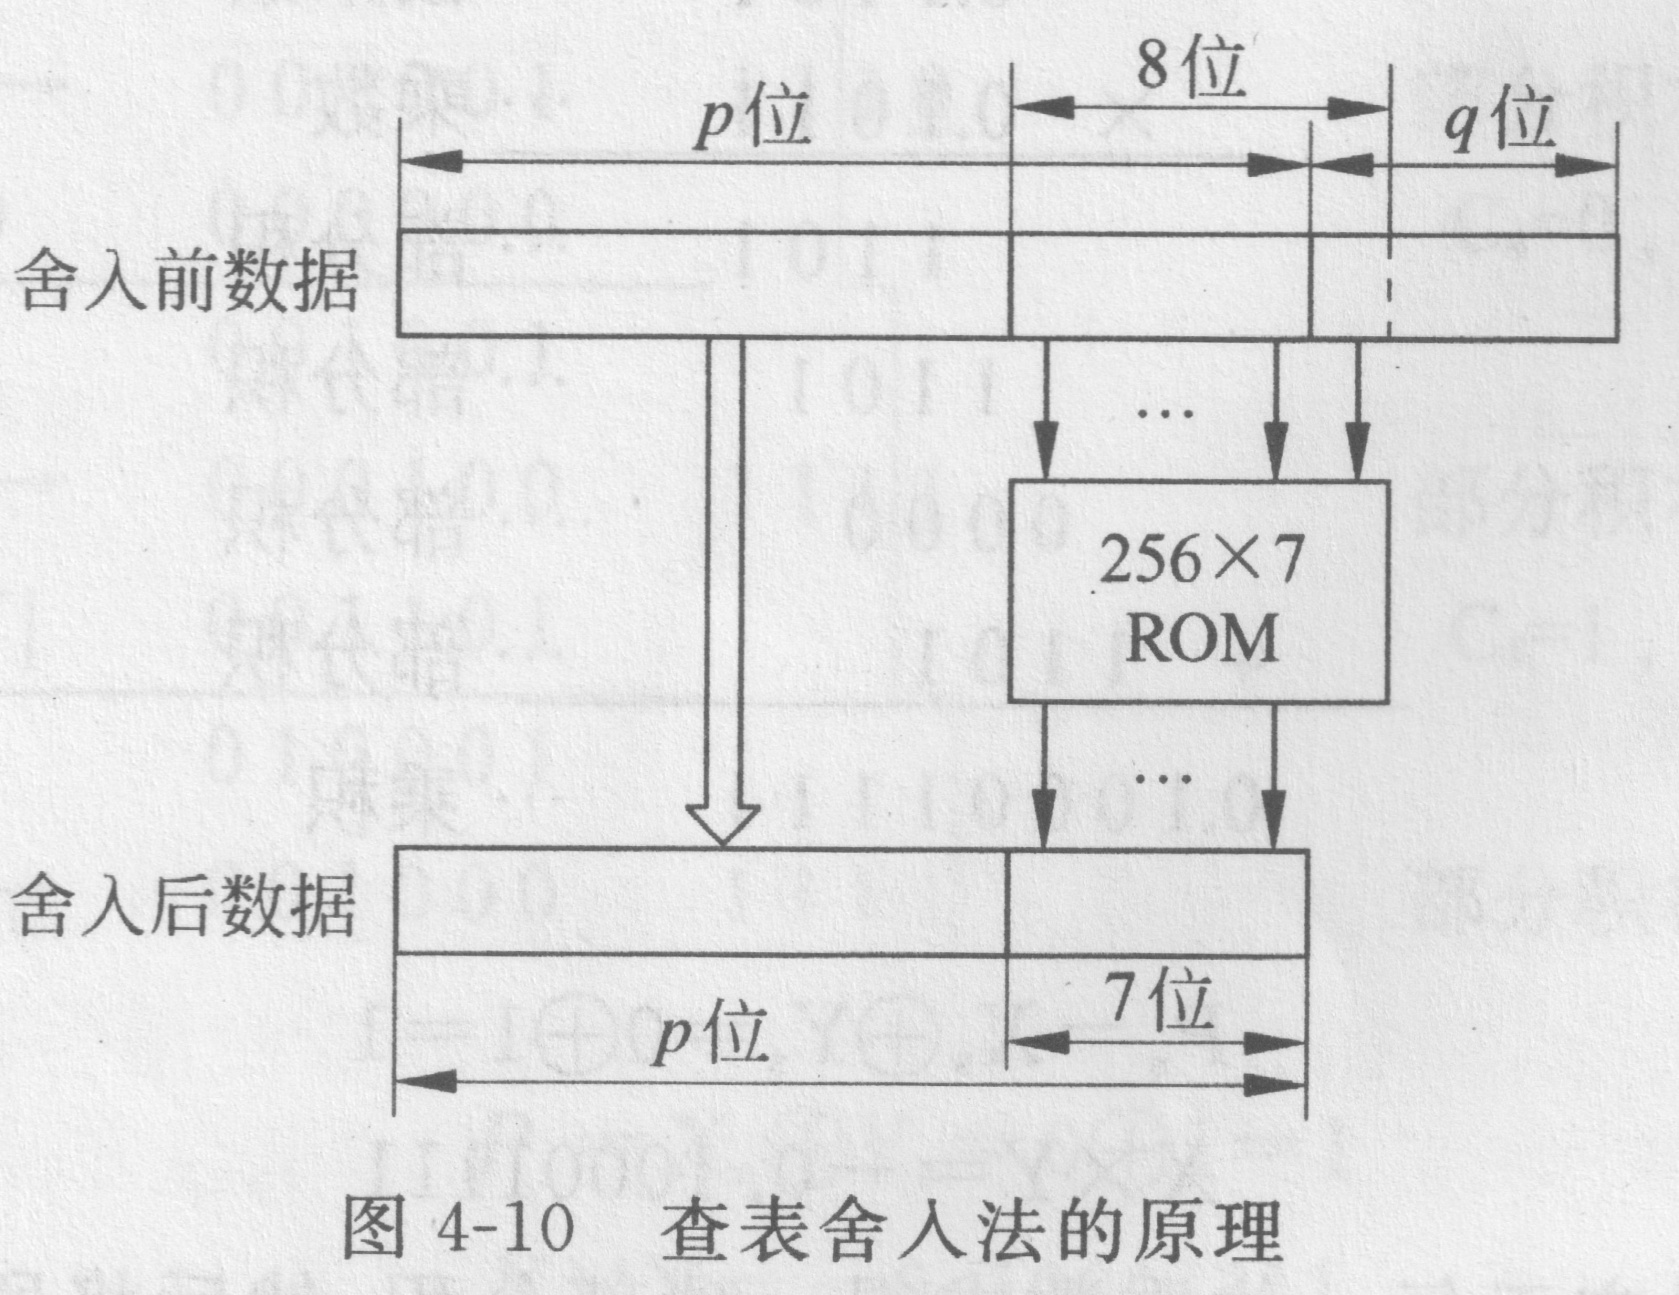 8位
p位
q位
舍入前数据
…
256×7
ROM
…
舍入后数据
7位
p位
图 4-10 查表舍入法的原理